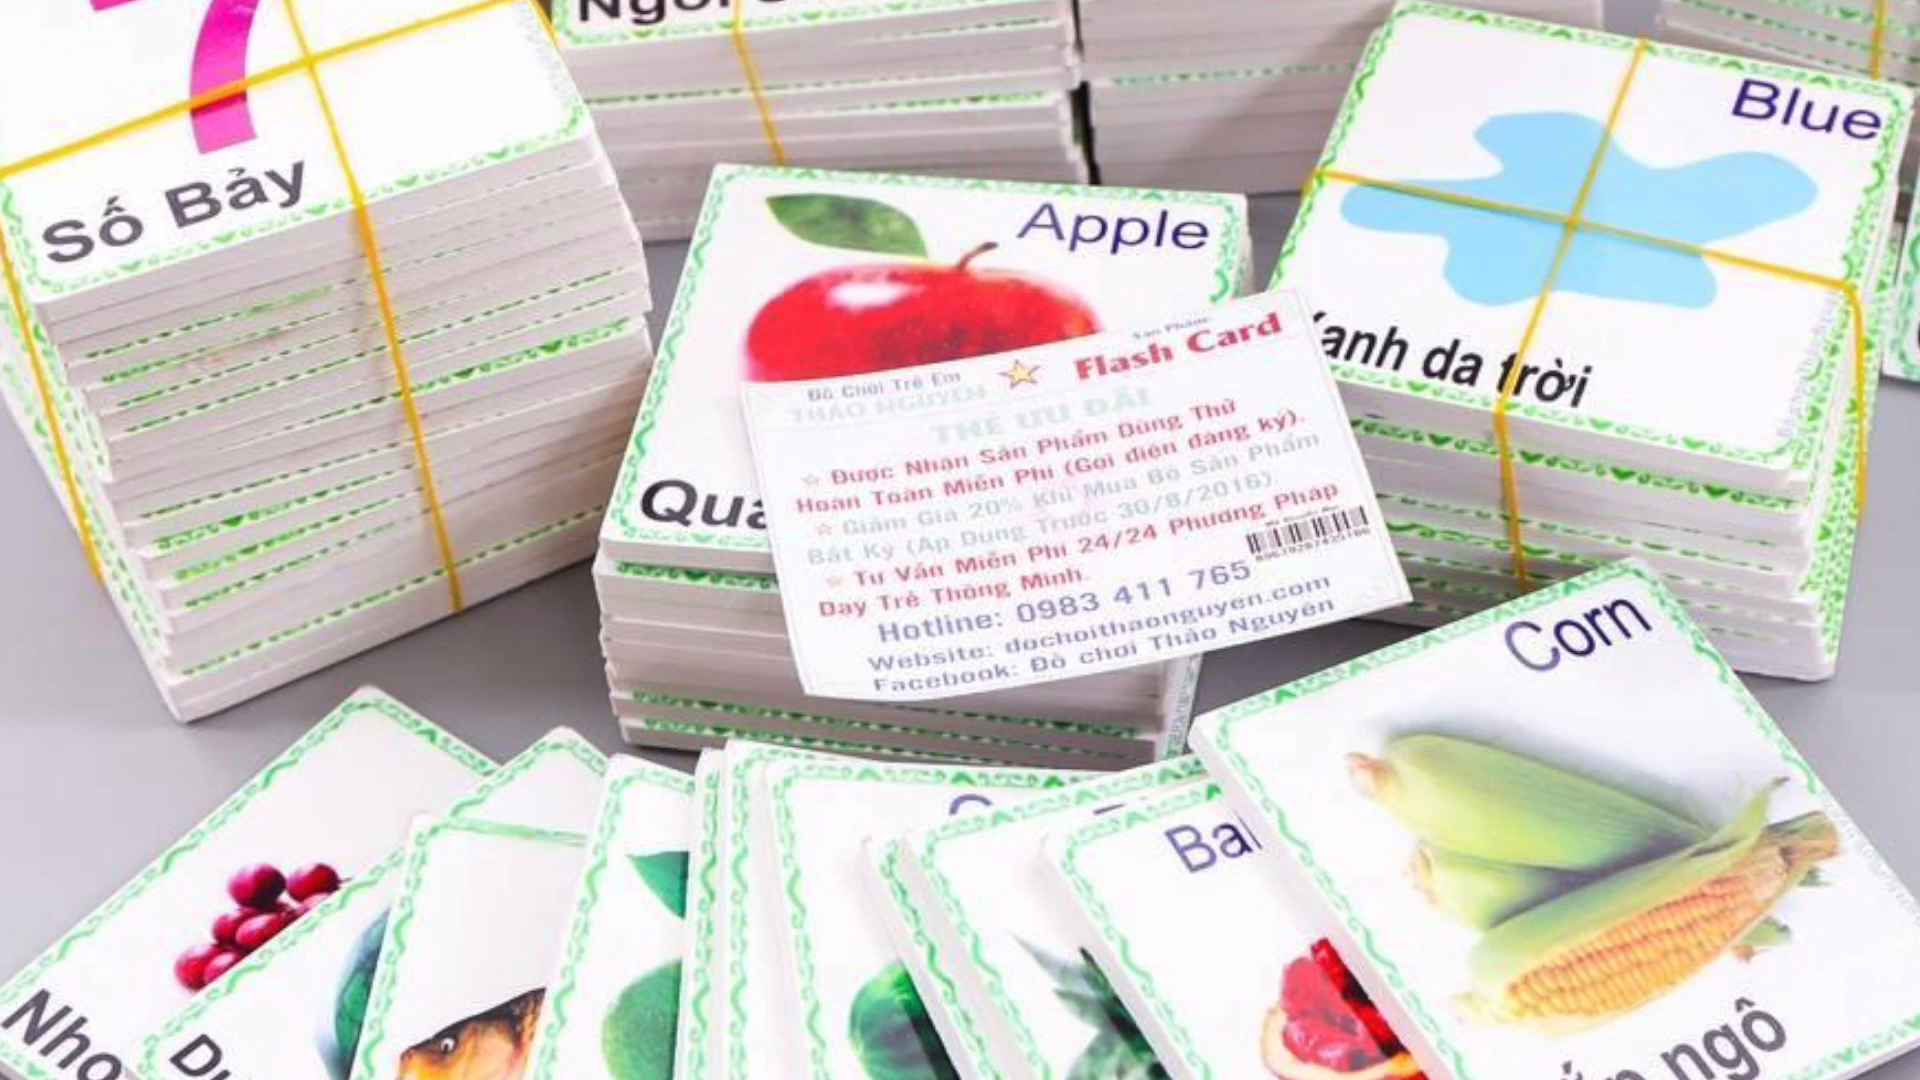 7
Số Bảy
Apple
Blue
Xanh da trời
Sản Phẩm
Flash Card
Đồ Chơi Trẻ Em
THẢO NGUYÊN
THẺ ƯU ĐÃI
Được Nhận Sản Phẩm Dùng Thử
Hoàn Toàn Miễn Phí (Gọi điện đăng ký).
Giảm Giá 20% Khi Mua Bộ Sản Phẩm
Bất Kỳ (Áp Dụng Trước 30/8/2016)
Tư Vấn Miễn Phí 24/24 Phương Pháp
Dạy Trẻ Thông Minh.
Hotline: 0983 411 765
Website: dochoithaonguyen.com
Facebook: Đồ chơi Thảo Nguyên
Corn
ngô